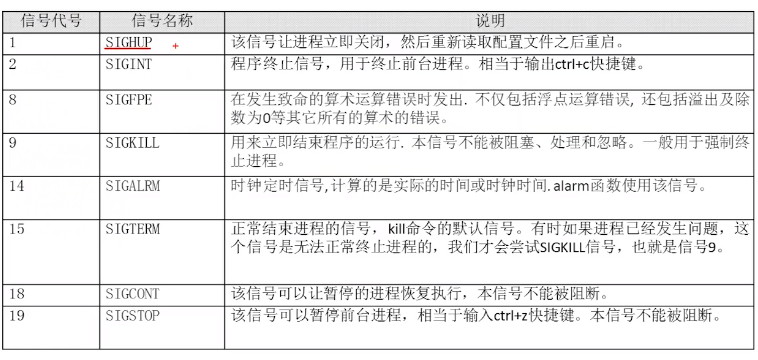 信号代号 信号名称 说明
1 SIGHUP 该信号让进程立即关闭，然后重新读取配置文件之后重启。
2 SIGINT 程序终止信号，用于终止前台进程。相当于输出ctrl+c快捷键。
8 SIGFPE 在发生致命的算术运算错误时发出. 不仅包括浮点运算错误, 还包括溢出及除
数为0等其它所有的算术的错误。
9 SIGKILL 用来立即结束程序的运行. 本信号不能被阻塞、处理和忽略。一般用于强制终
止进程。
14 SIGALRM 时钟定时信号, 计算的是实际的时间或时钟时间. alarm函数使用该信号。
15 SIGTERM 正常结束进程的信号，kill命令的默认信号。有时如果进程已经发生问题，这
个信号是无法正常终止进程的，我们才会尝试SIGKILL信号，也就是信号9。
18 SIGCONT 该信号可以让暂停的进程恢复执行，本信号不能被阻断。
19 SIGSTOP 该信号可以暂停前台进程，相当于输入ctrl+z快捷键。本信号不能被阻断。